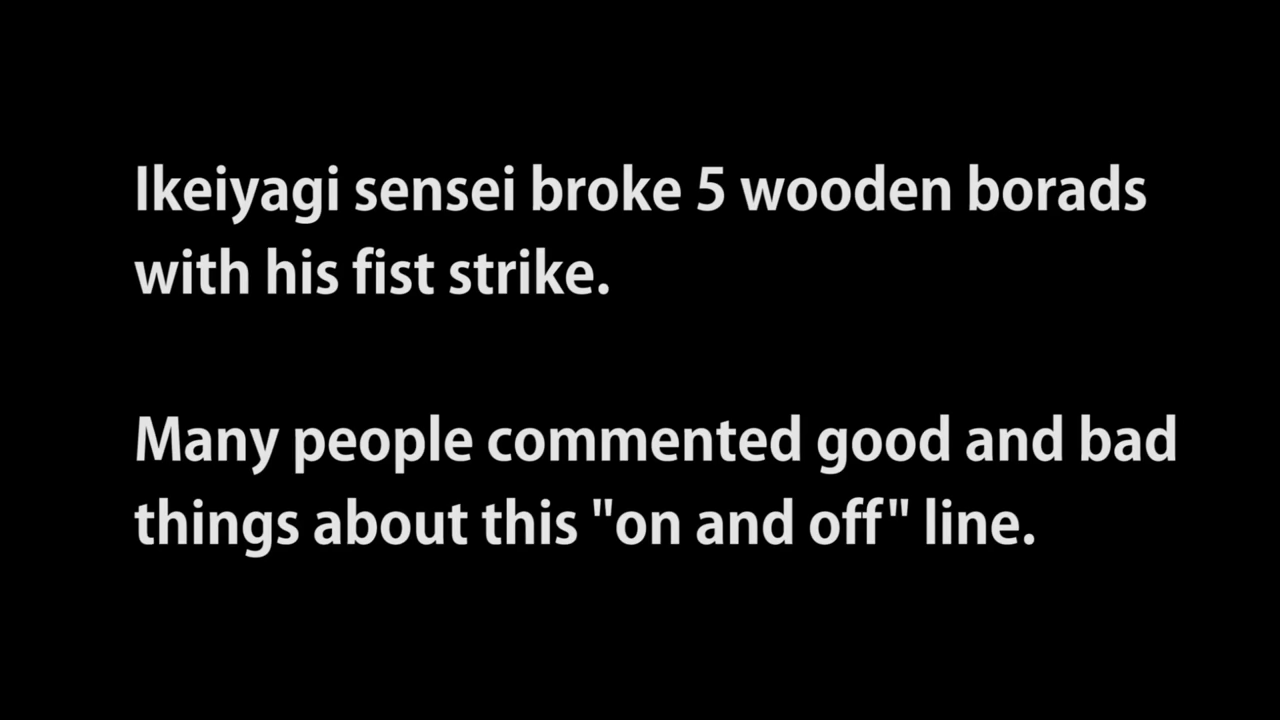 Ikeiyagi sensei broke 5 wooden borads
with his fist strike.
Many people commented good and bad
things about this "on and off" line.